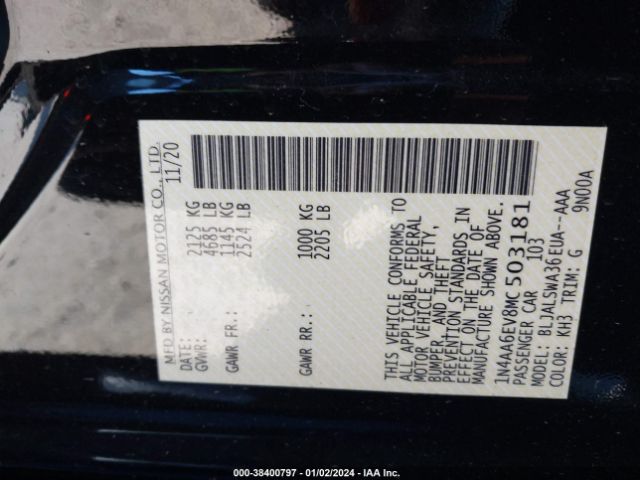 MFD BY NISSAN MOTOR CO., LTD.
DATE: 11/20
GVWR: 2125 KG
4685 LB
GAWR FR.: 1145 KG
2524 LB
GAWR RR.: 1000 KG
2205 LB
THIS VEHICLE CONFORMS TO
ALL APPLICABLE FEDERAL
MOTOR VEHICLE SAFETY,
BUMPER, AND THEFT
PREVENTION STANDARDS IN
EFFECT ON THE DATE OF
MANUFACTURE SHOWN ABOVE.
1N4AA6EV8MC503181
PASSENGER CAR 103
MODEL: BLJALSWA36EUA--AAA
COLOR: KH3 TRIM: G 9N00A
000-38400797 - 01/02/2024 - IAA Inc.